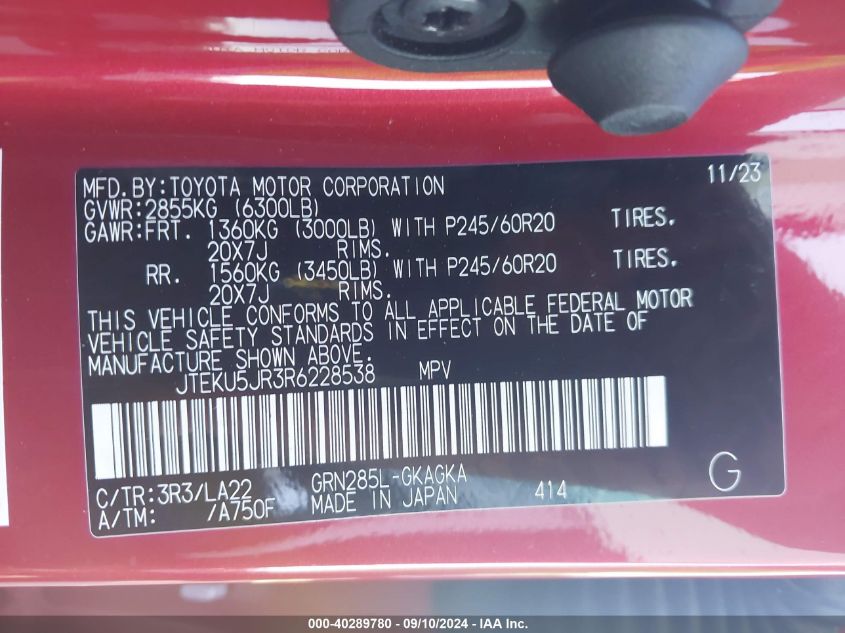 MFD.BY:TOYOTA MOTOR CORPORATION 11/23
GVWR:2855KG (6300LB)
GAWR:FRT. 1360KG (3000LB) WITH P245/60R20 TIRES.
20X7J RIMS.
RR. 1560KG (3450LB) WITH P245/60R20 TIRES.
20X7J RIMS.
THIS VEHICLE CONFORMS TO ALL APPLICABLE FEDERAL MOTOR
VEHICLE SAFETY STANDARDS IN EFFECT ON THE DATE OF
MANUFACTURE SHOWN ABOVE.
JTEKU5JR3R6228538 MPV
C/TR:3R3/LA22 GRN285L-GKAGKA
A/TM: /A750F MADE IN JAPAN 414 G
000-40289780 - 09/10/2024 - IAA Inc.